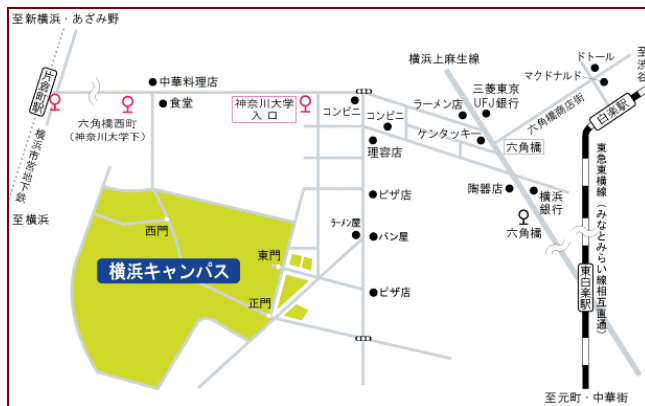 至新横浜・あざみ野
片倉町駅
横浜市営地下鉄
至横浜
中華料理店
食堂
六角橋西町
(神奈川大学下)
神奈川大学
入口
コンビニ
コンビニ
理容店
ピザ店
ラーメン屋
パン屋
ピザ店
西門
横浜キャンパス
東門
正門
横浜上麻生線
ラーメン店
三菱東京
UFJ銀行
ケンタッキー
六角橋
陶器店
横浜
銀行
六角橋
ドトール
マクドナルド
六角橋商店街
至渋谷
白楽駅
東急東横線(みなとみらい線相互直通)
東白楽駅
至元町・中華街